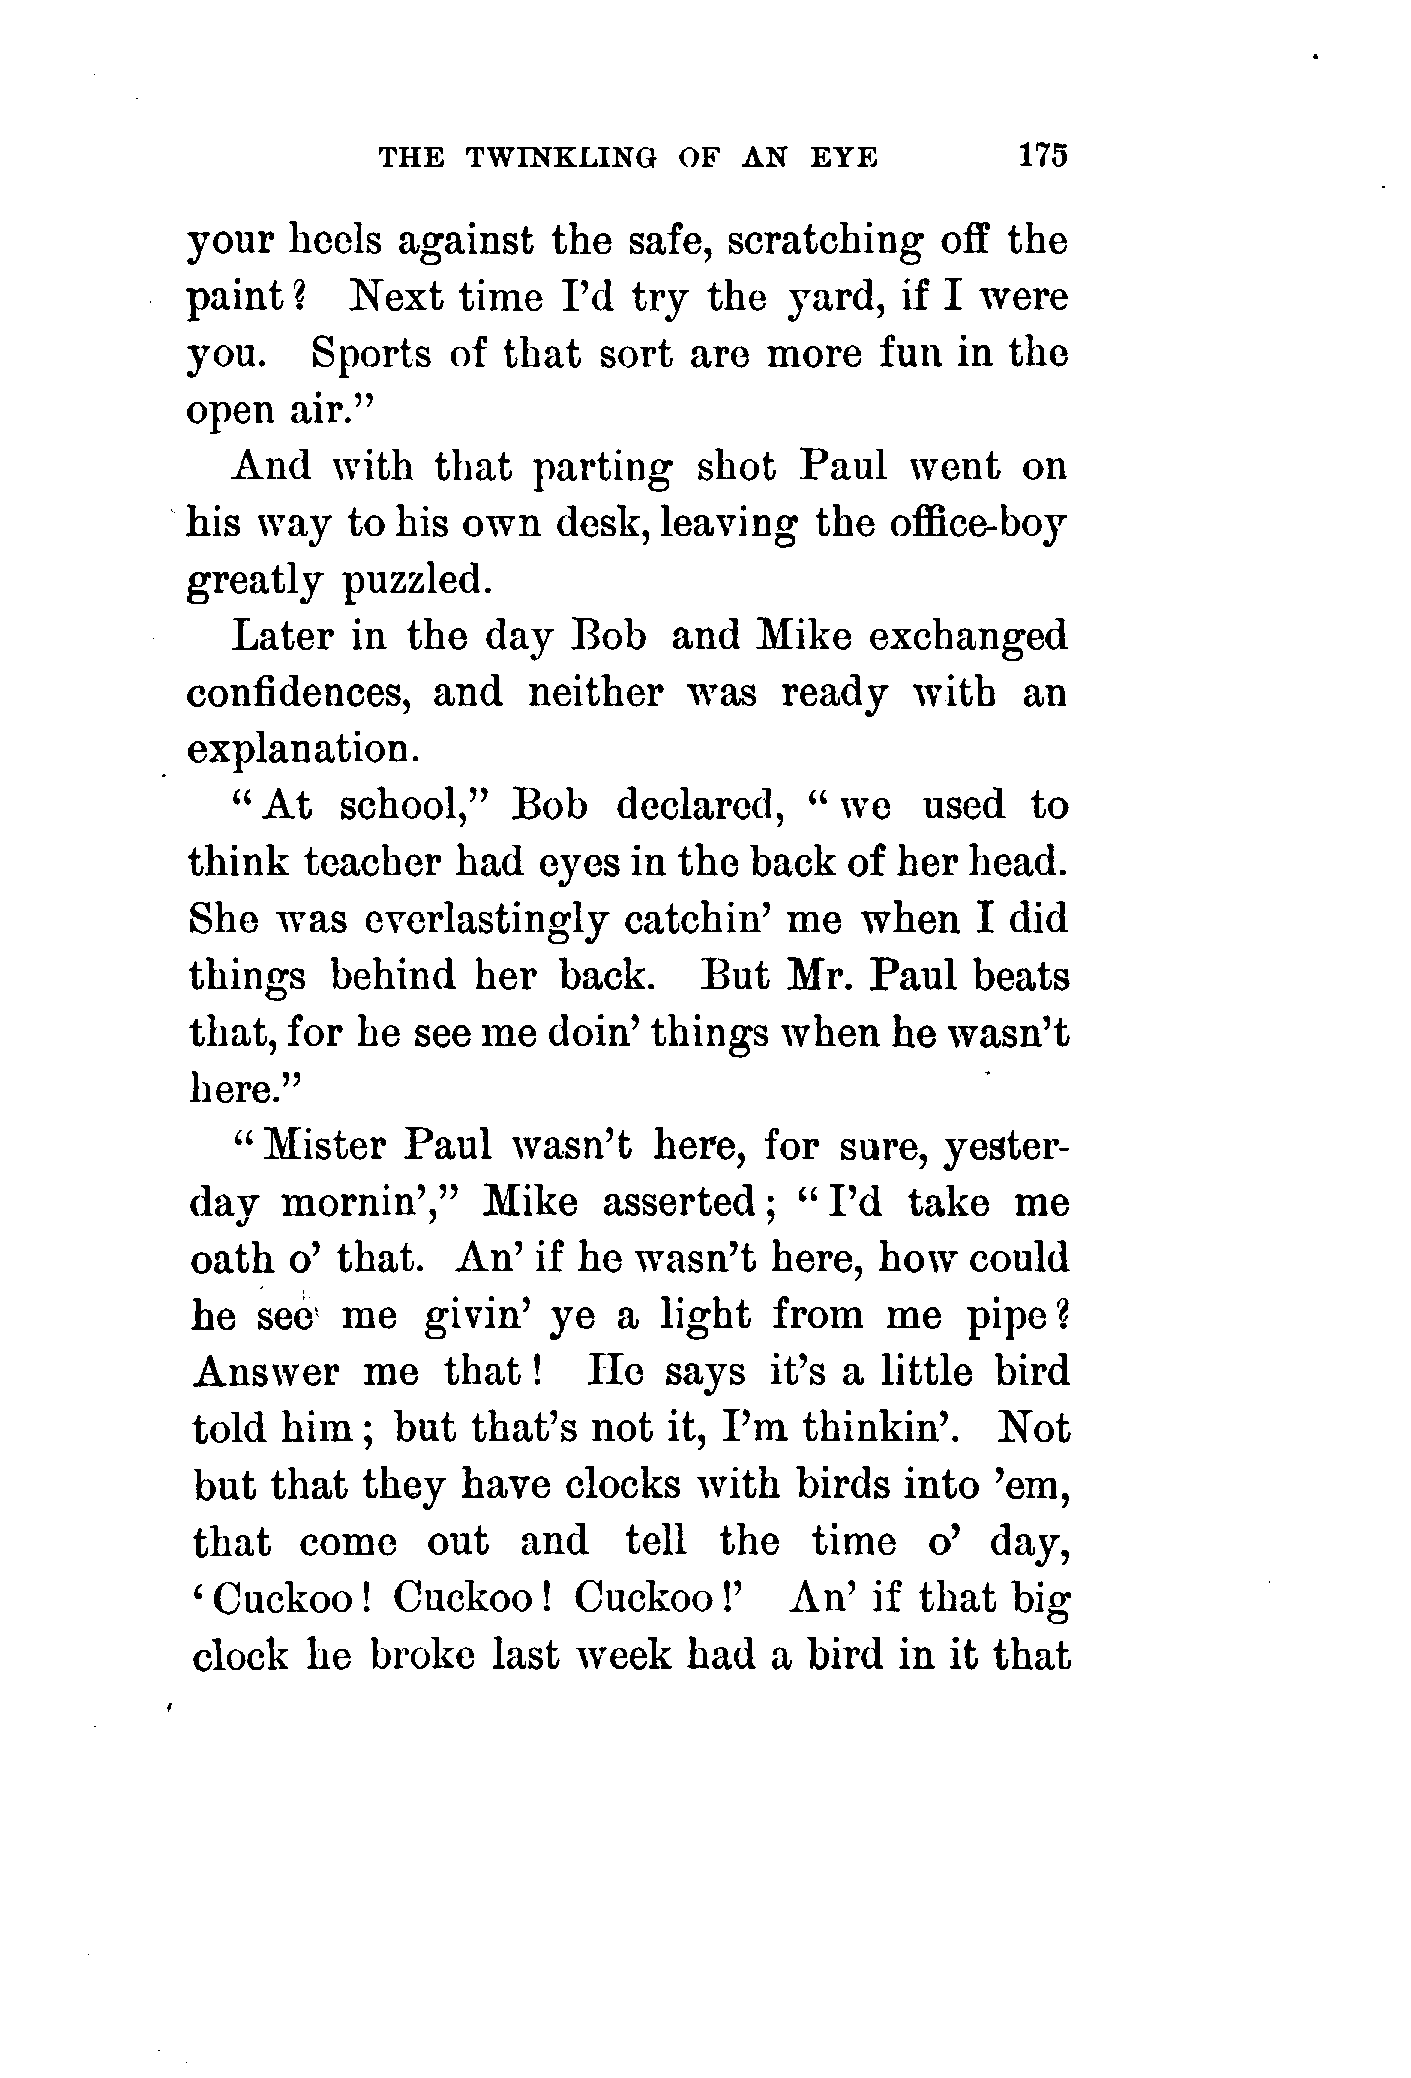 THE TWINKLING OF AN EYE 175
your heels against the safe, scratching off the
paint? Next time I'd try the yard, if I were
you. Sports of that sort are more fun in the
open air."
And with that parting shot Paul went on
his way to his own desk, leaving the office-boy
greatly puzzled.
Later in the day Bob and Mike exchanged
confidences, and neither was ready with an
explanation.
"At school," Bob declared, "we used to
think teacher had eyes in the back of her head.
She was everlastingly catchin' me when I did
things behind her back. But Mr. Paul beats
that, for he see me doin' things when he wasn't
here."
"Mister Paul wasn't here, for sure, yester-
day mornin'," Mike asserted; "I'd take me
oath o' that. An' if he wasn't here, how could
he see me givin' ye a light from me pipe?
Answer me that! He says it's a little bird
told him; but that's not it, I'm thinkin'. Not
but that they have clocks with birds into 'em,
that come out and tell the time o' day,
'Cuckoo! Cuckoo! Cuckoo!' An' if that big
clock he broke last week had a bird in it that